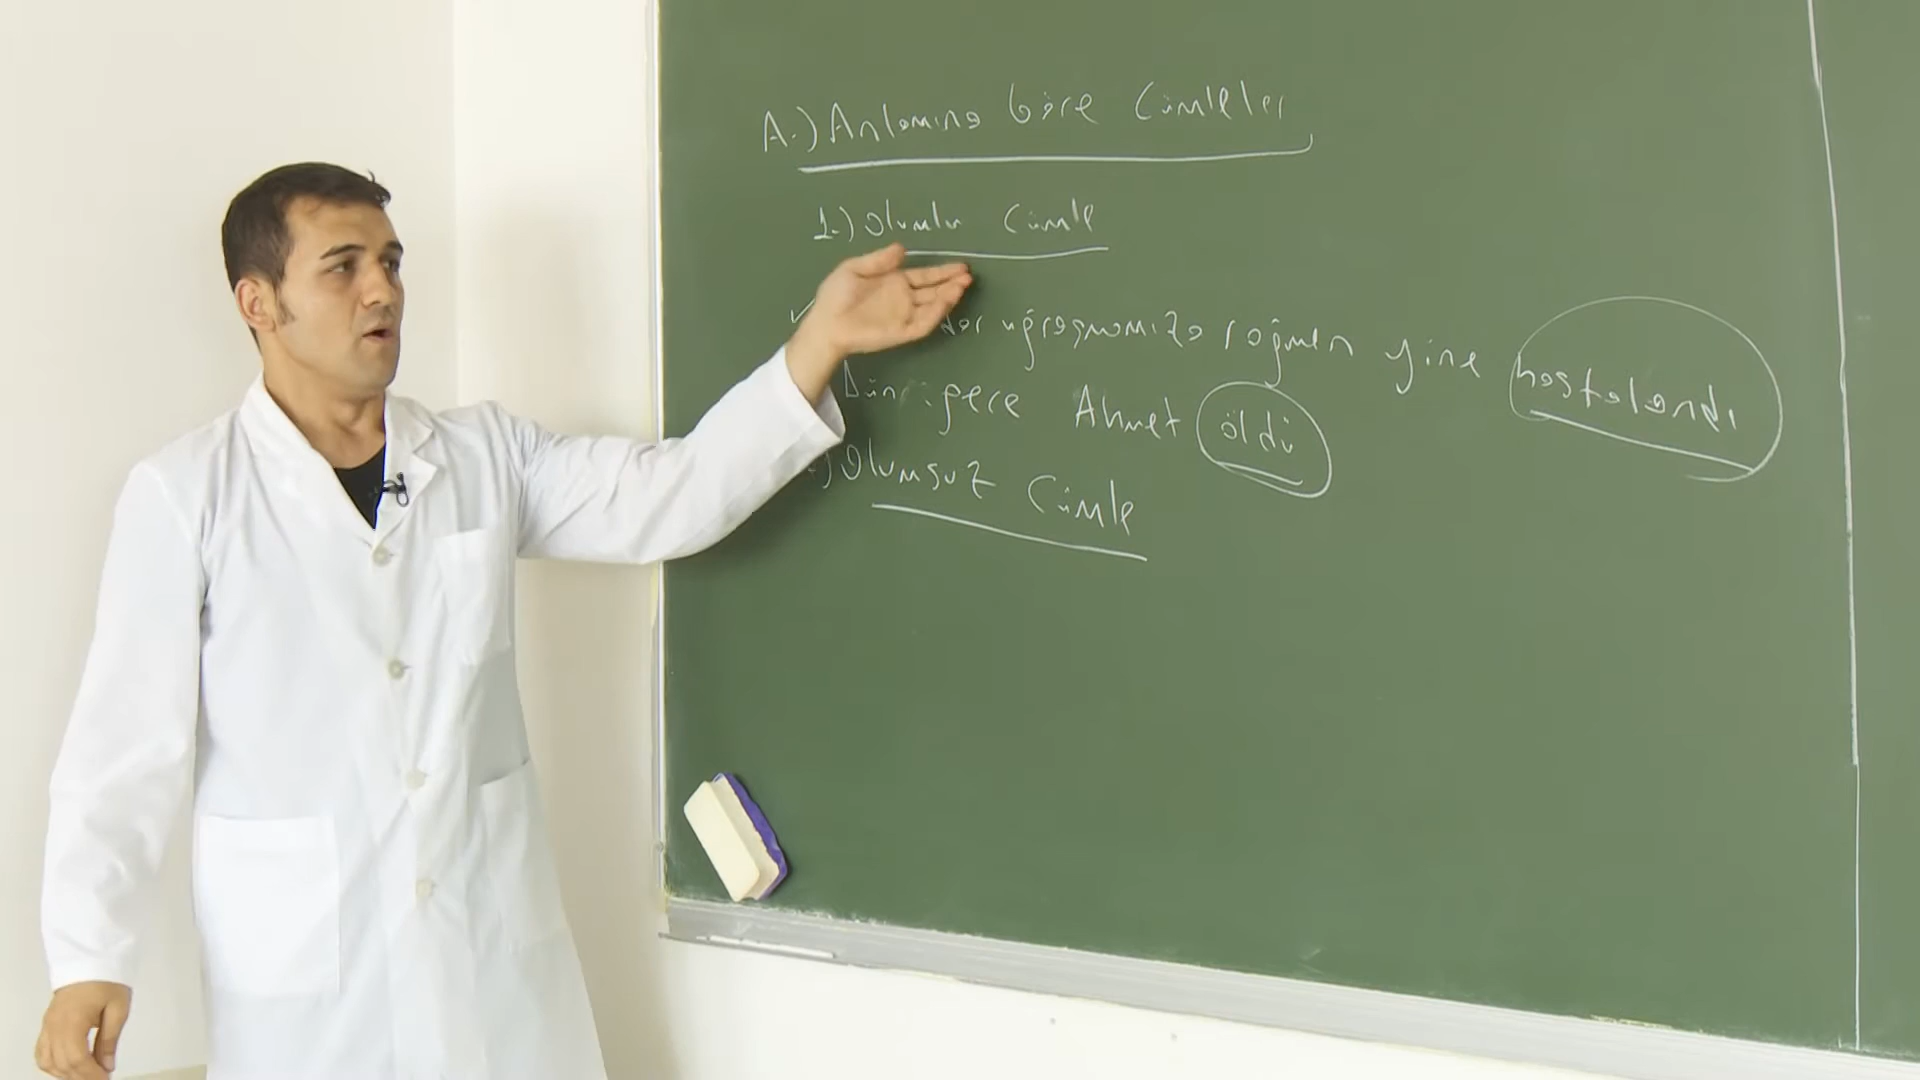 A.) Anlamına Göre Cümleler
1.) Olumlu Cümle
uğraşmamıza rağmen yine hastalandı
Dün gece Ahmet öldü
) Olumsuz Cümle